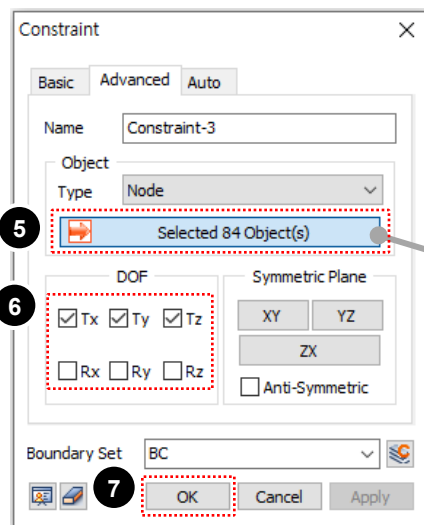 Constraint
Basic Advanced Auto
Name Constraint-3
Object
Type Node
5 Selected 84 Object(s)
DOF Symmetric Plane
6
Tx Ty Tz XY YZ
ZX
Rx Ry Rz Anti-Symmetric
Boundary Set BC
7 OK Cancel Apply